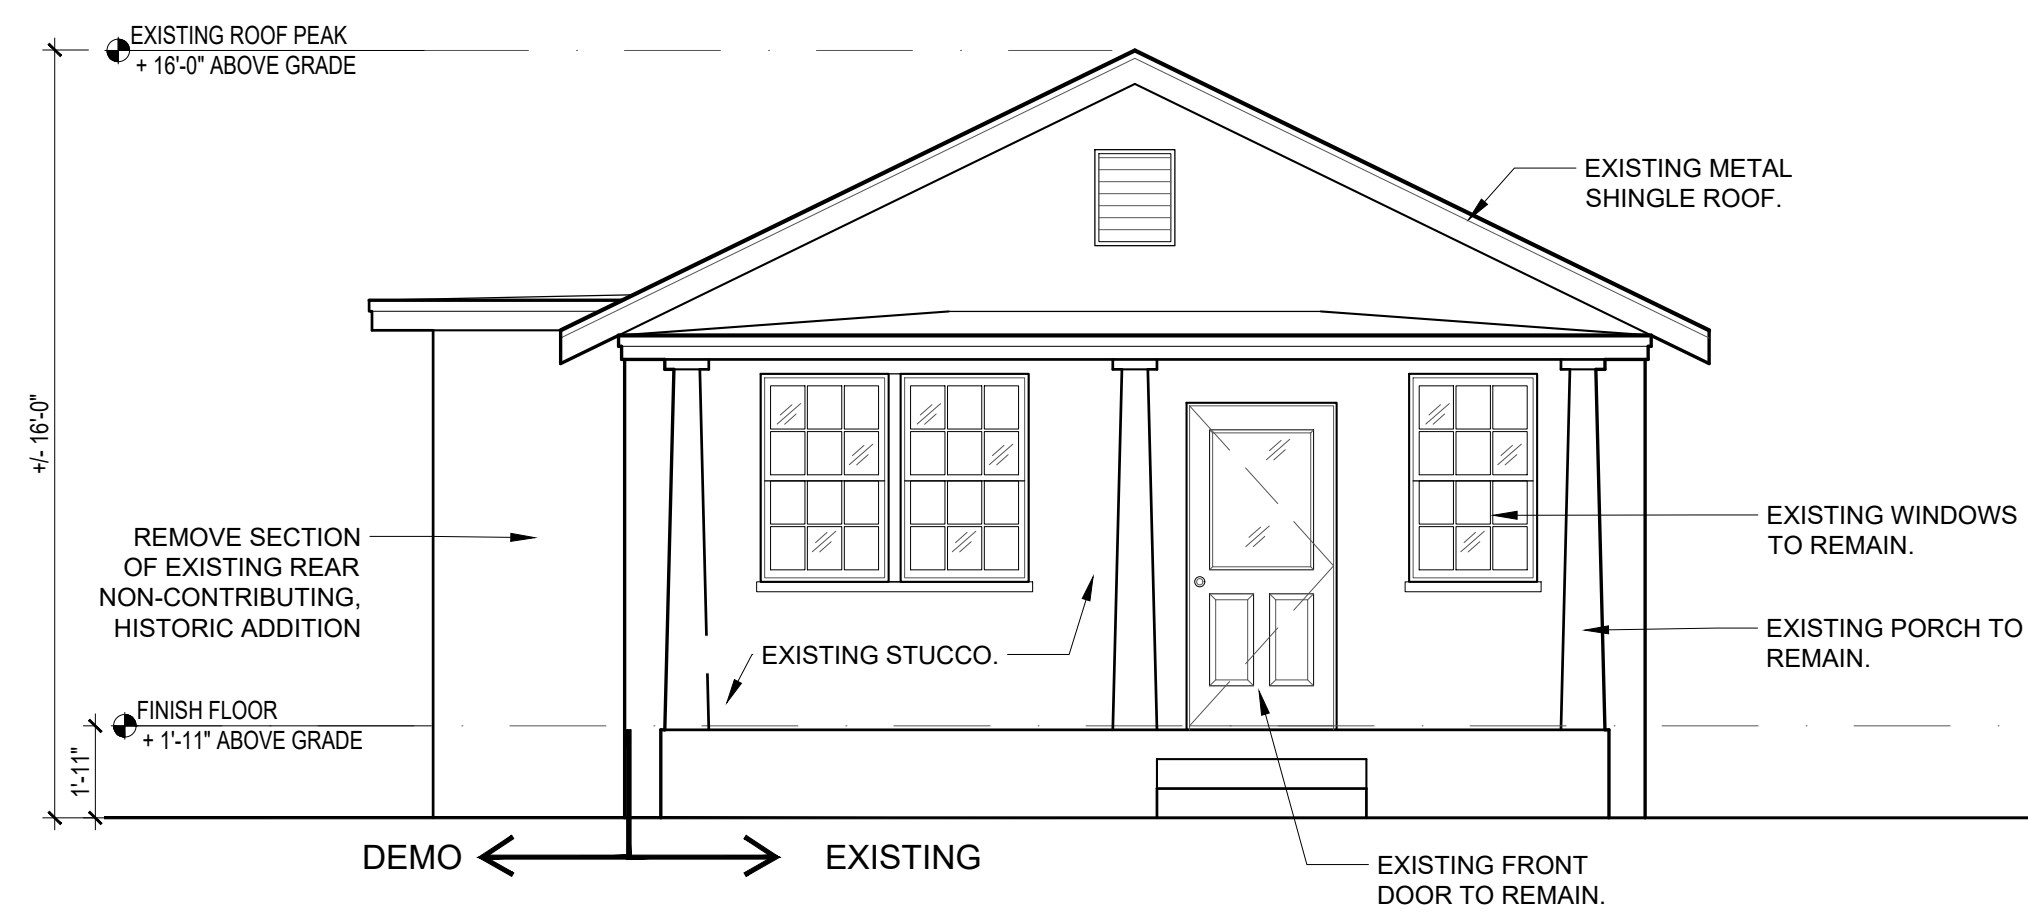 EXISTING ROOF PEAK
+ 16'-0" ABOVE GRADE
EXISTING METAL
SHINGLE ROOF.
+/- 16'-0"
REMOVE SECTION
OF EXISTING REAR
NON-CONTRIBUTING,
HISTORIC ADDITION
EXISTING WINDOWS
TO REMAIN.
EXISTING STUCCO.
EXISTING PORCH TO
REMAIN.
FINISH FLOOR
+ 1'-11" ABOVE GRADE
1'-11"
DEMO
EXISTING
EXISTING FRONT
DOOR TO REMAIN.